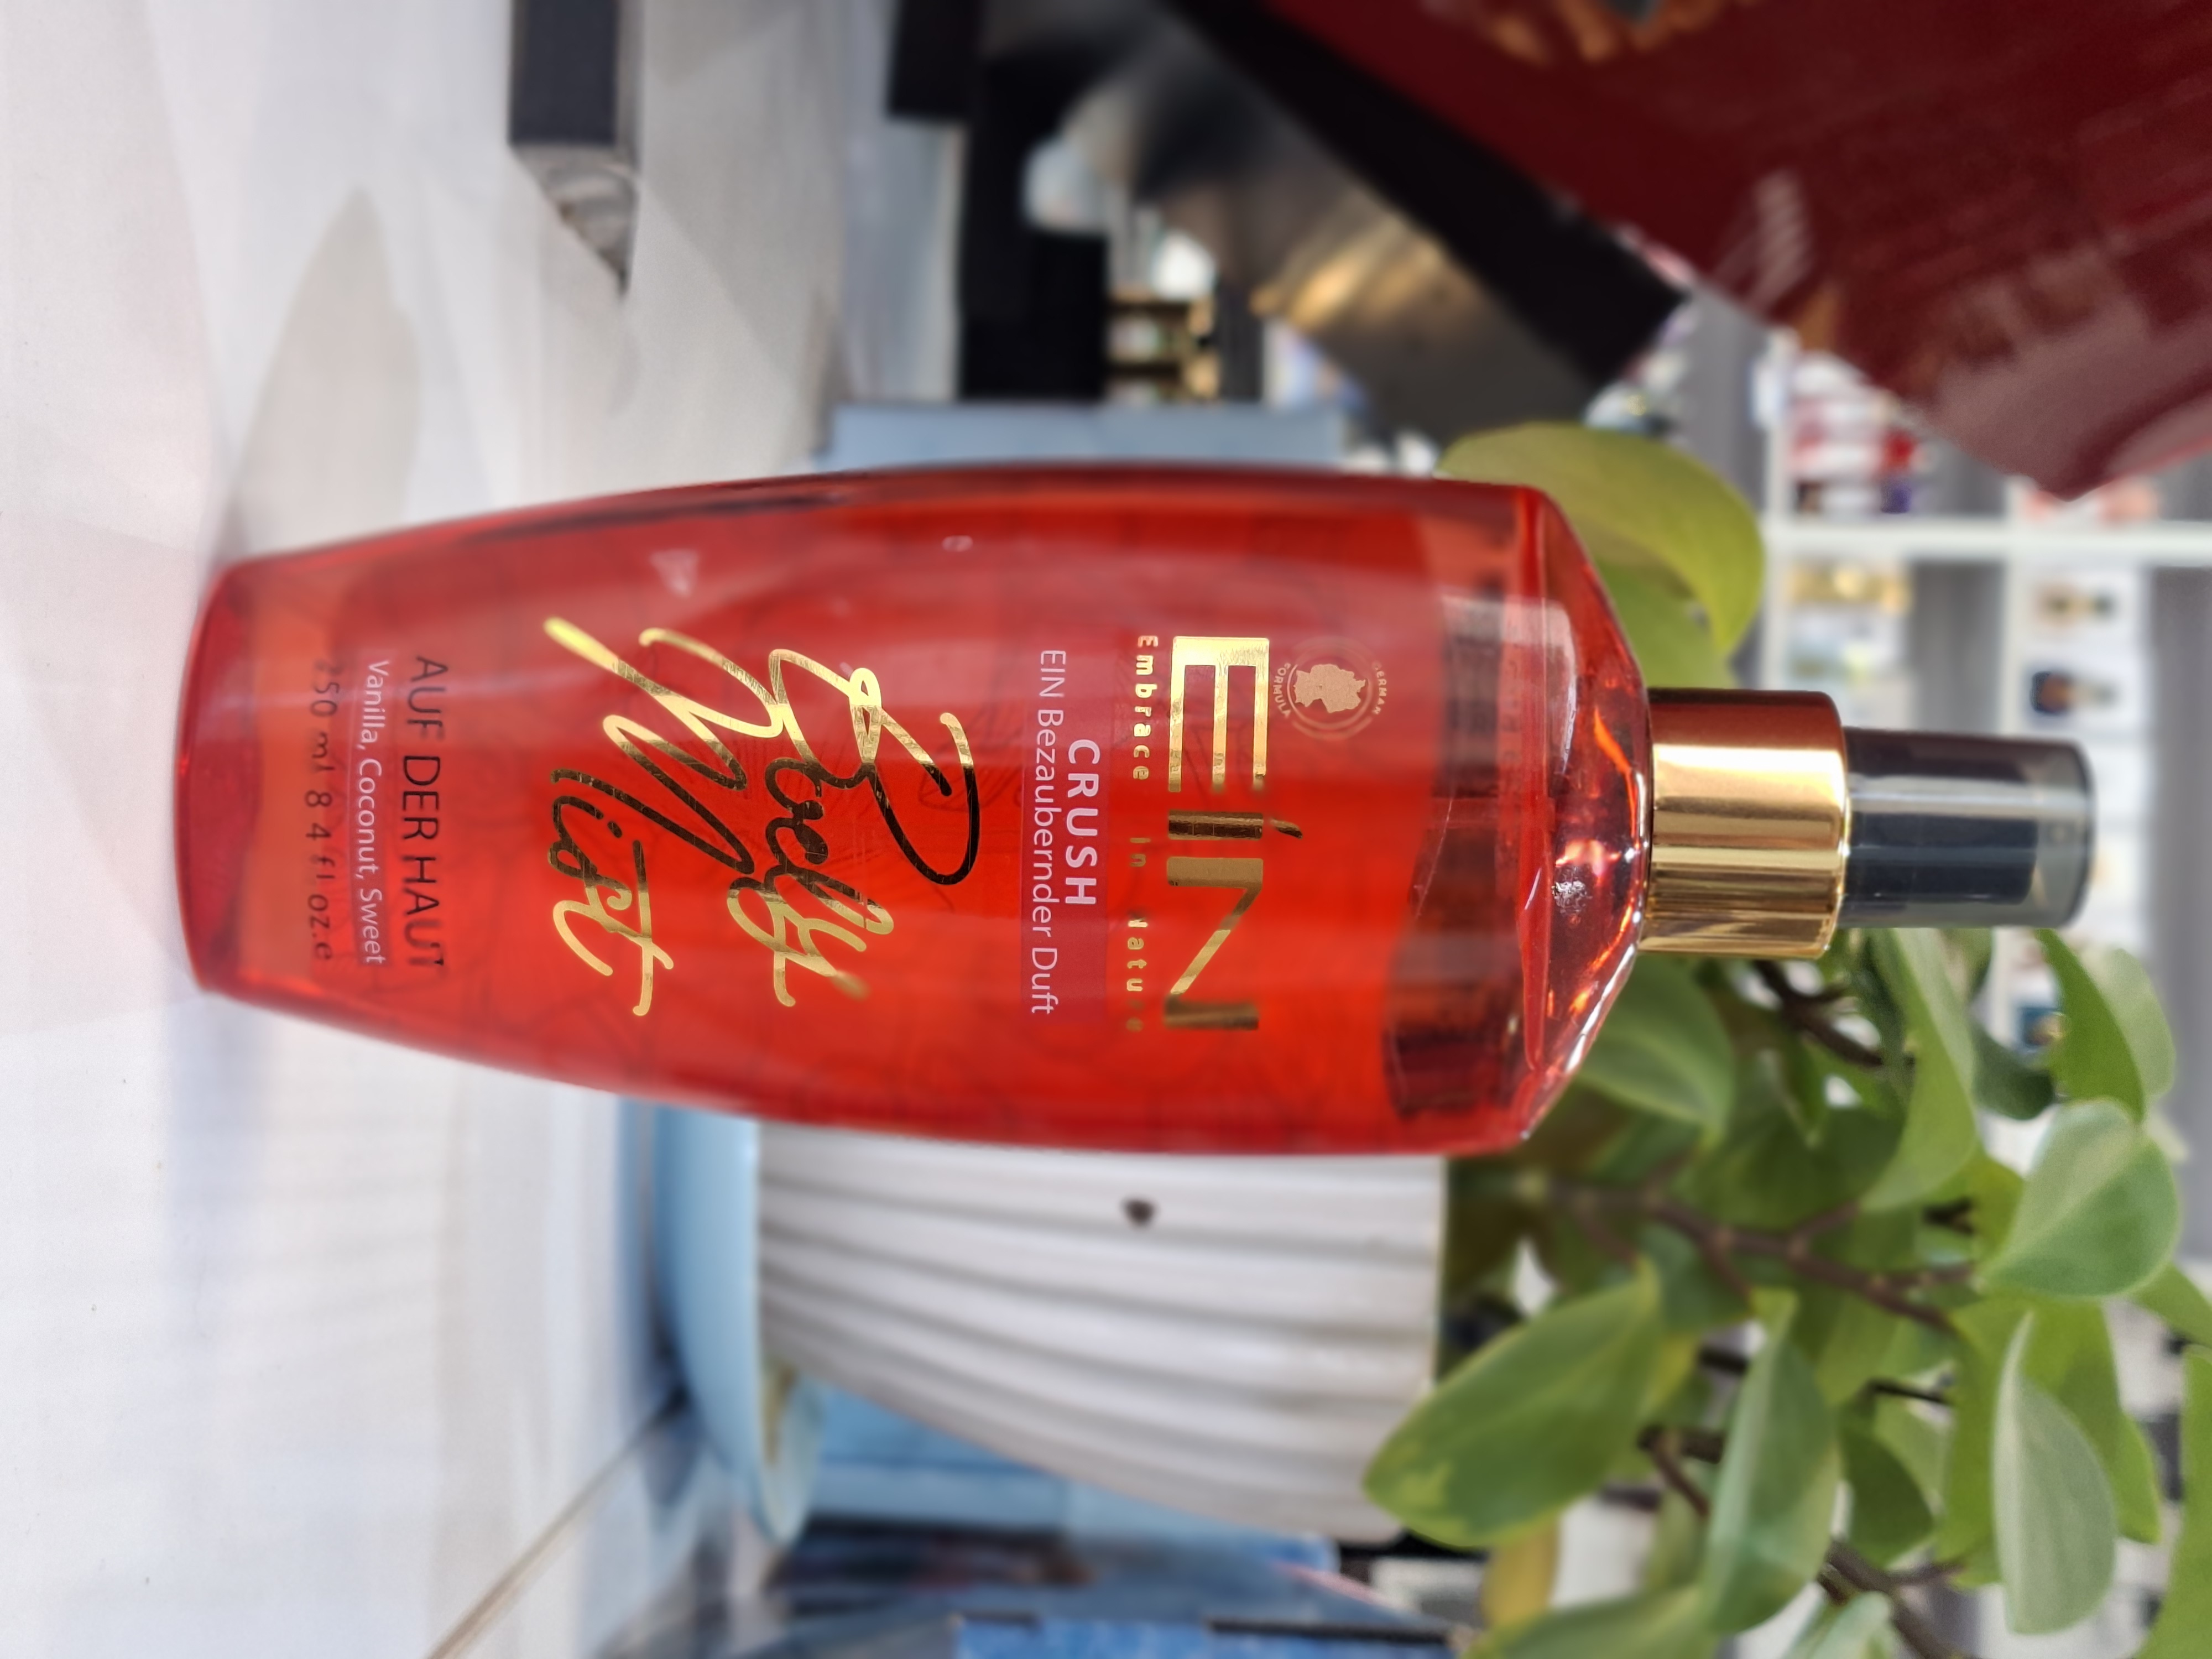 GERMAN
FORMULA
EIN
Embrace In Nature
CRUSH
EIN Bezaubernder Duft
Body
Mist
AUF DER HAUT
Vanilla, Coconut, Sweet
250 ml 8 4 fl oz.e